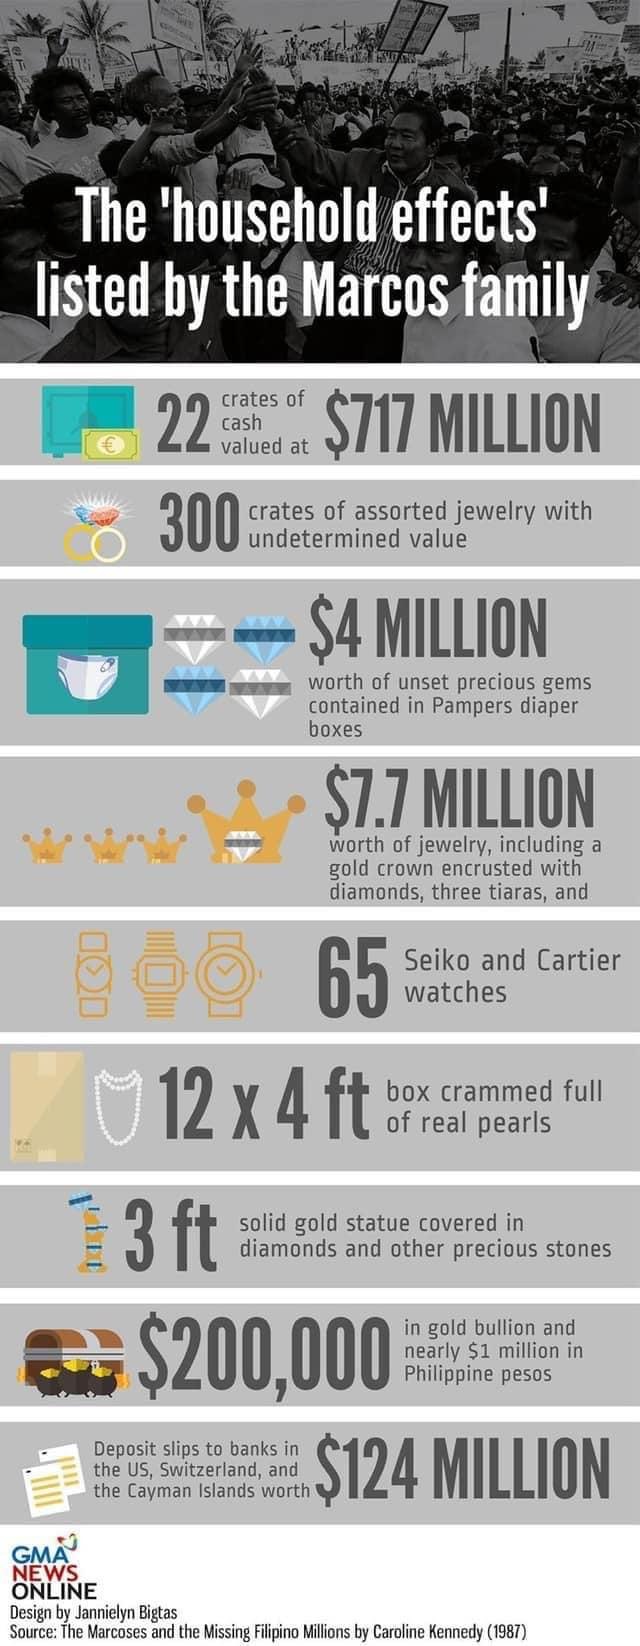 The 'household effects'
listed by the Marcos family
22 crates of cash valued at $717 MILLION
300 crates of assorted jewelry with
undetermined value
$4 MILLION
worth of unset precious gems
contained in Pampers diaper
boxes
$7.7 MILLION
worth of jewelry, including a
gold crown encrusted with
diamonds, three tiaras, and
65 Seiko and Cartier
watches
12 x 4 ft box crammed full
of real pearls
3 ft solid gold statue covered in
diamonds and other precious stones
$200,000 in gold bullion and
nearly $1 million in
Philippine pesos
Deposit slips to banks in
the US, Switzerland, and
the Cayman Islands worth
$124 MILLION
GMA
NEWS
ONLINE
Design by Jannielyn Bigtas
Source: The Marcoses and the Missing Filipino Millions by Caroline Kennedy (1987)